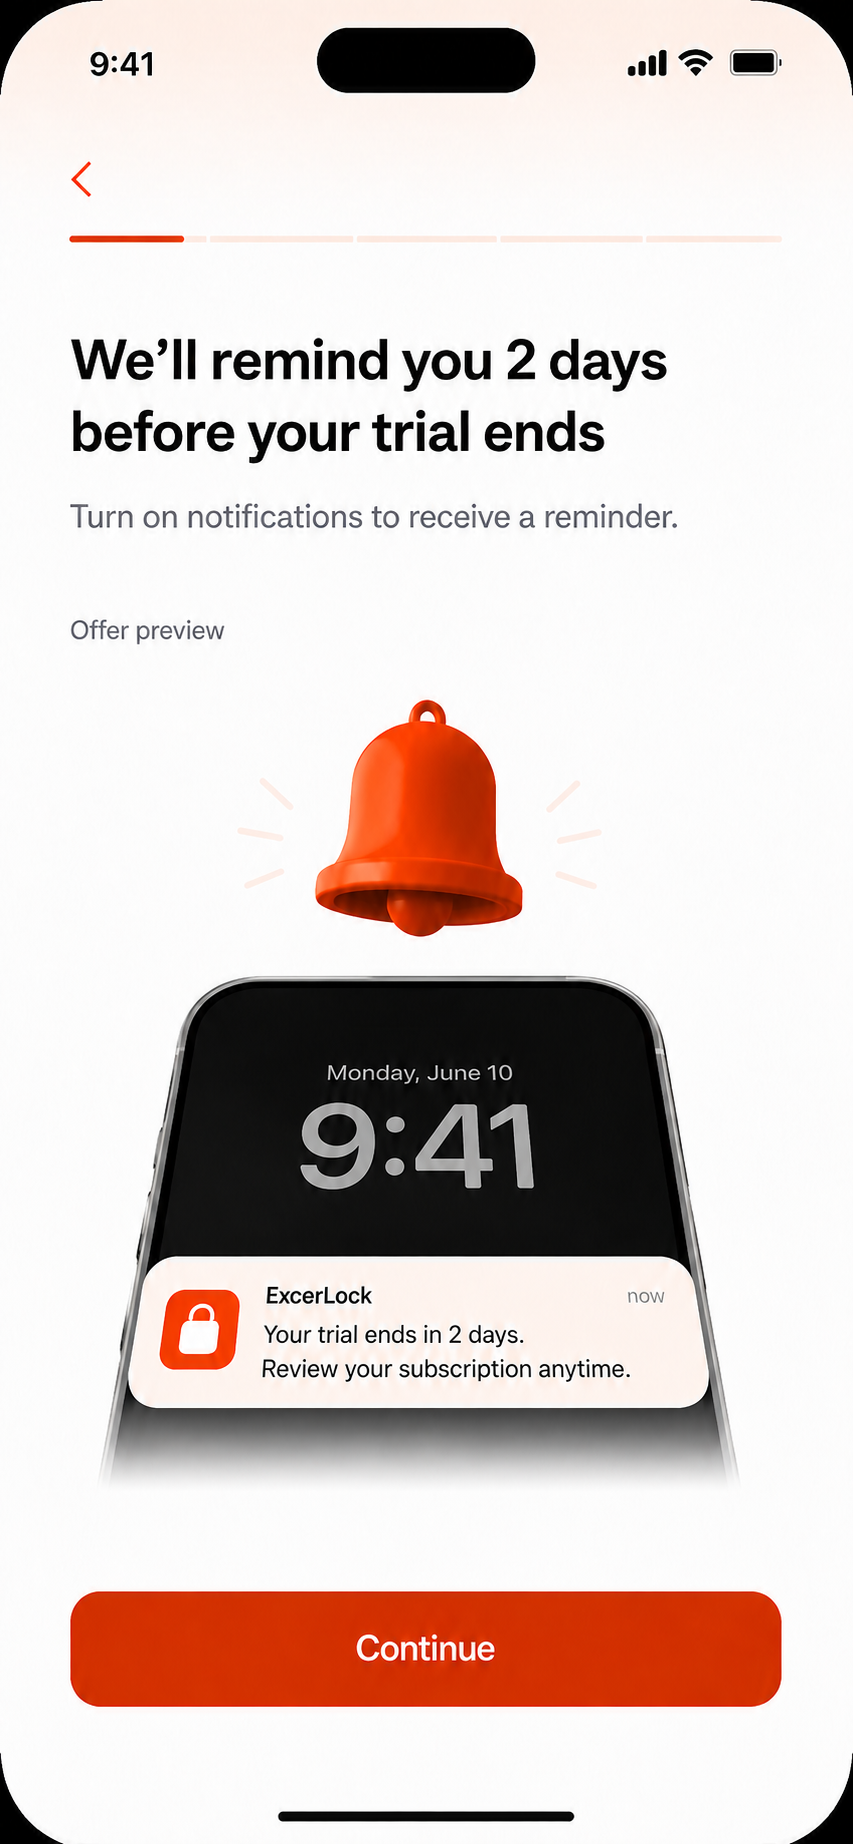 9:41
We’ll remind you 2 days
before your trial ends
Turn on notifications to receive a reminder.
Offer preview
Monday, June 10
9:41
ExcerLock now
Your trial ends in 2 days.
Review your subscription anytime.
Continue